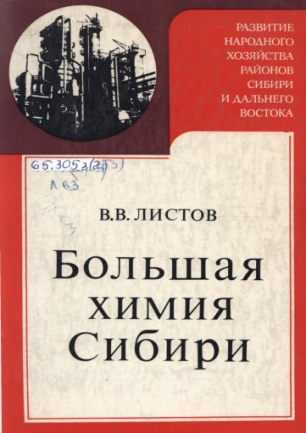 РАЗВИТИЕ
НАРОДНОГО
ХОЗЯЙСТВА
РАЙОНОВ
СИБИРИ
И ДАЛЬНЕГО
ВОСТОКА
В.В. ЛИСТОВ
Большая
химия
Сибири